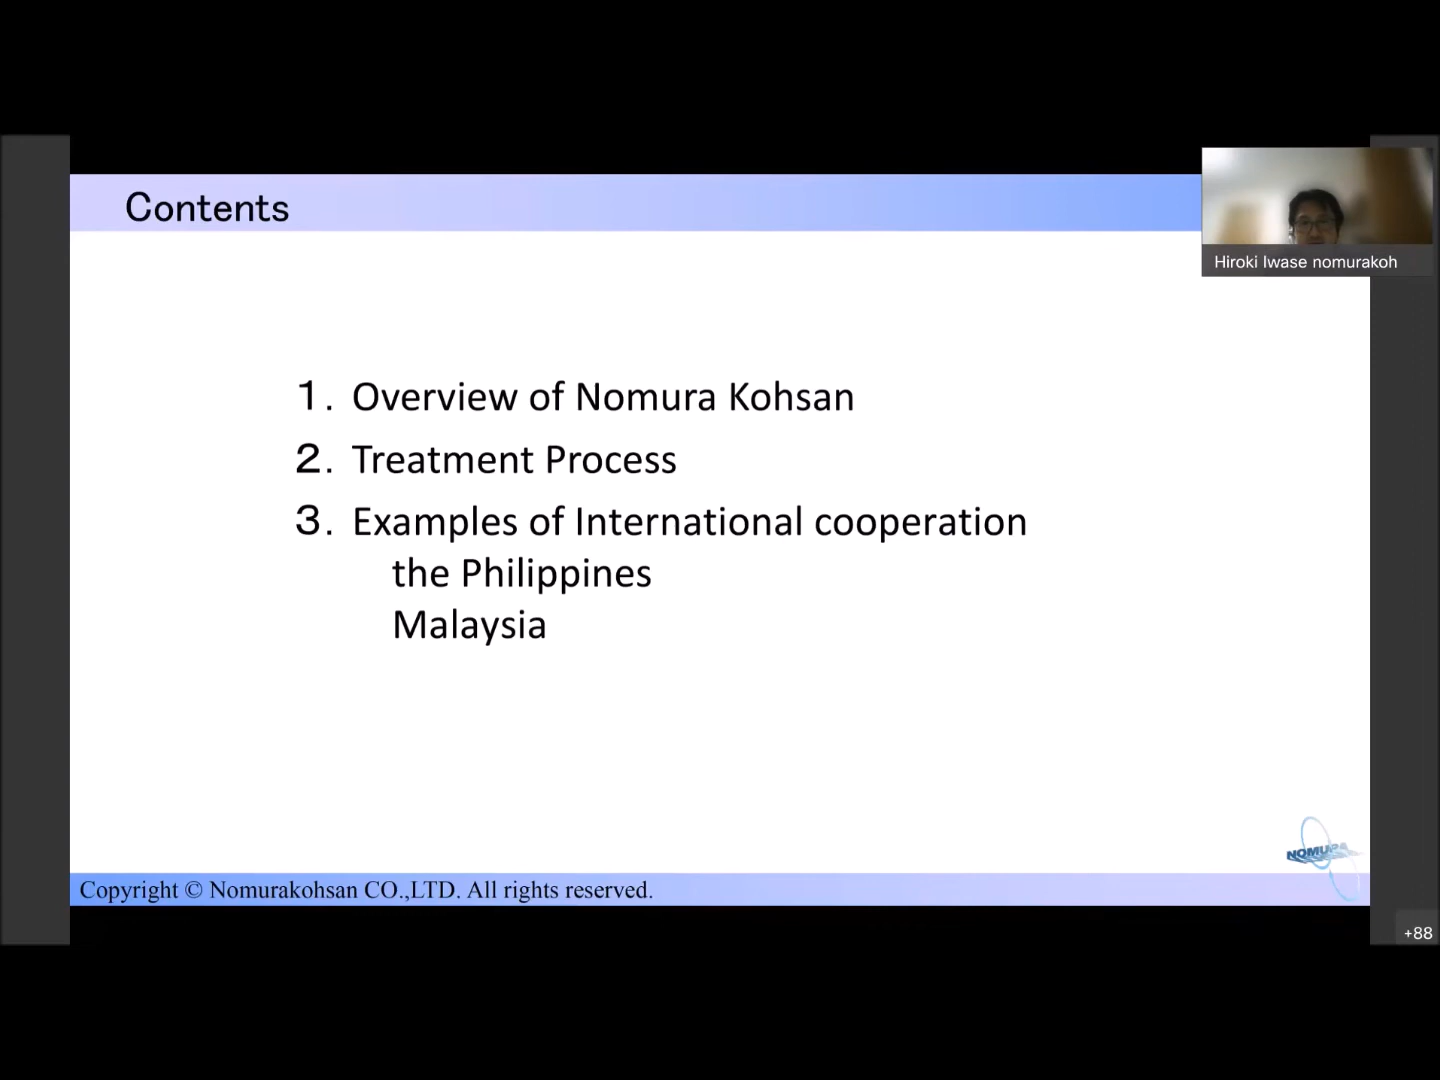 Contents
Hiroki Iwase nomurakoh
１. Overview of Nomura Kohsan
２. Treatment Process
３. Examples of International cooperation
the Philippines
Malaysia
NOMURA
Copyright © Nomurakohsan CO.,LTD. All rights reserved.
+88